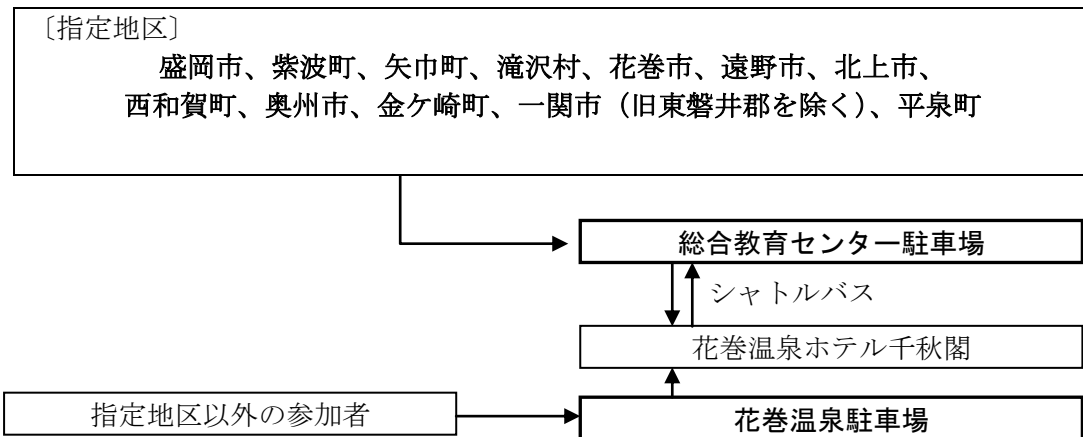 〔指定地区〕
盛岡市、紫波町、矢巾町、滝沢村、花巻市、遠野市、北上市、
西和賀町、奥州市、金ケ崎町、一関市（旧東磐井郡を除く）、平泉町
総合教育センター駐車場
シャトルバス
花巻温泉ホテル千秋閣
指定地区以外の参加者
花巻温泉駐車場